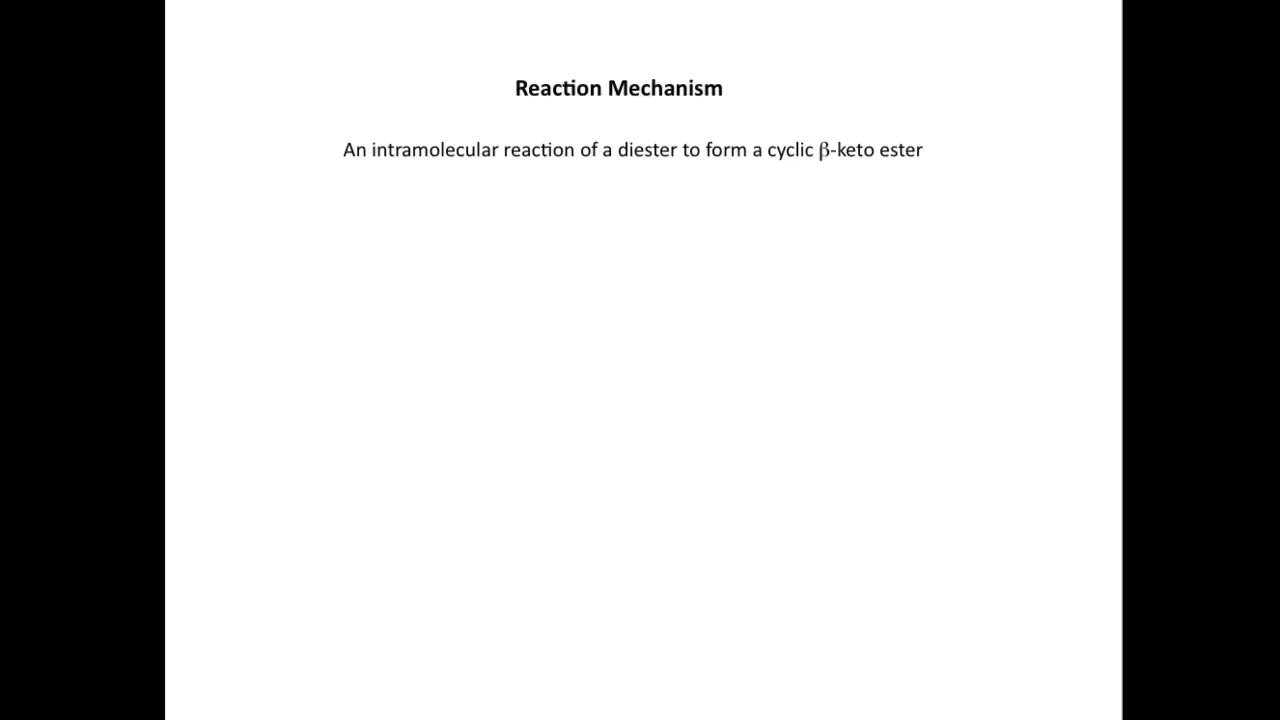 Reaction Mechanism
An intramolecular reaction of a diester to form a cyclic β-keto ester